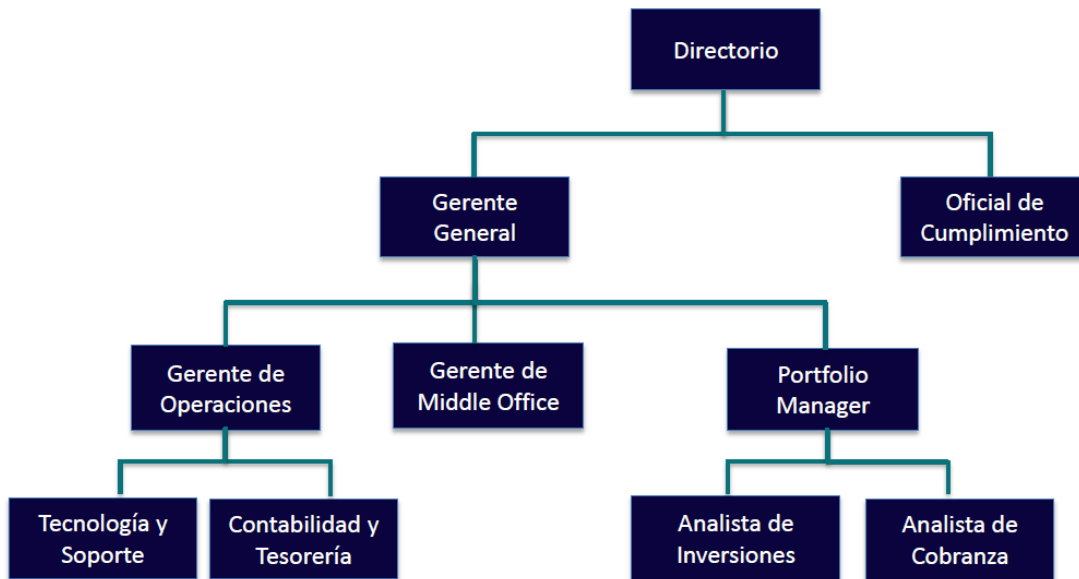 Directorio
Gerente
General
Oficial de
Cumplimiento
Gerente de
Operaciones
Gerente de
Middle Office
Portfolio
Manager
Tecnología y
Soporte
Contabilidad y
Tesorería
Analista de
Inversiones
Analista de
Cobranza